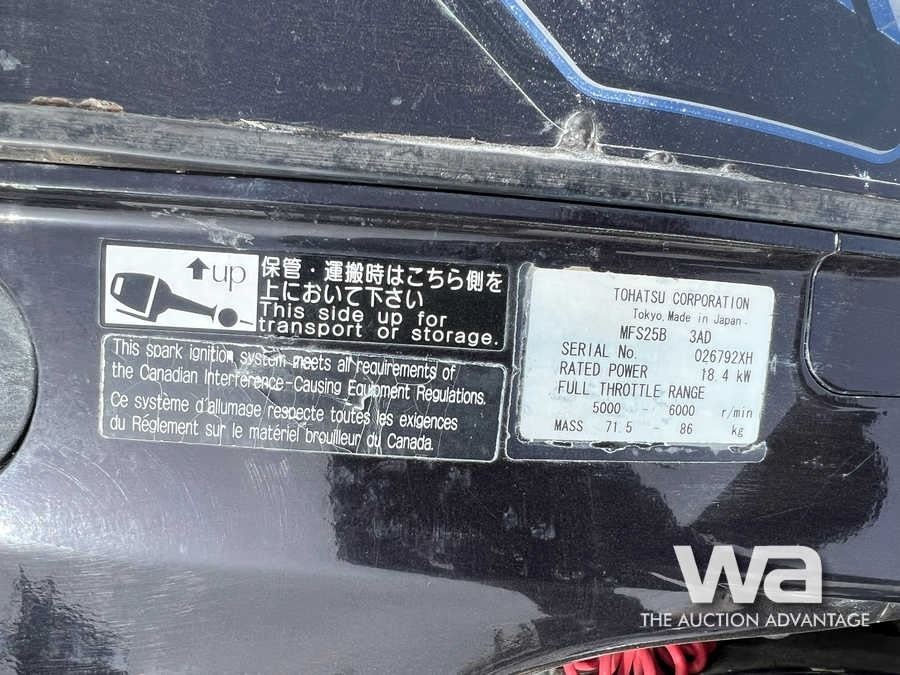 up
保管・運搬時はこちら側を
上において下さい
This side up for
transport or storage.
This spark ignition system meets all requirements of
the Canadian Interference-Causing Equipment Regulations.
Ce système d'allumage respecte toutes les exigences
du Règlement sur le matériel brouilleur du Canada.
TOHATSU CORPORATION
Tokyo. Made in Japan.
MFS25B 3AD
SERIAL No. 026792XH
RATED POWER 18.4 kW
FULL THROTTLE RANGE
5000 - 6000 r/min
MASS 71.5 - 86 kg
wa
THE AUCTION ADVANTAGE